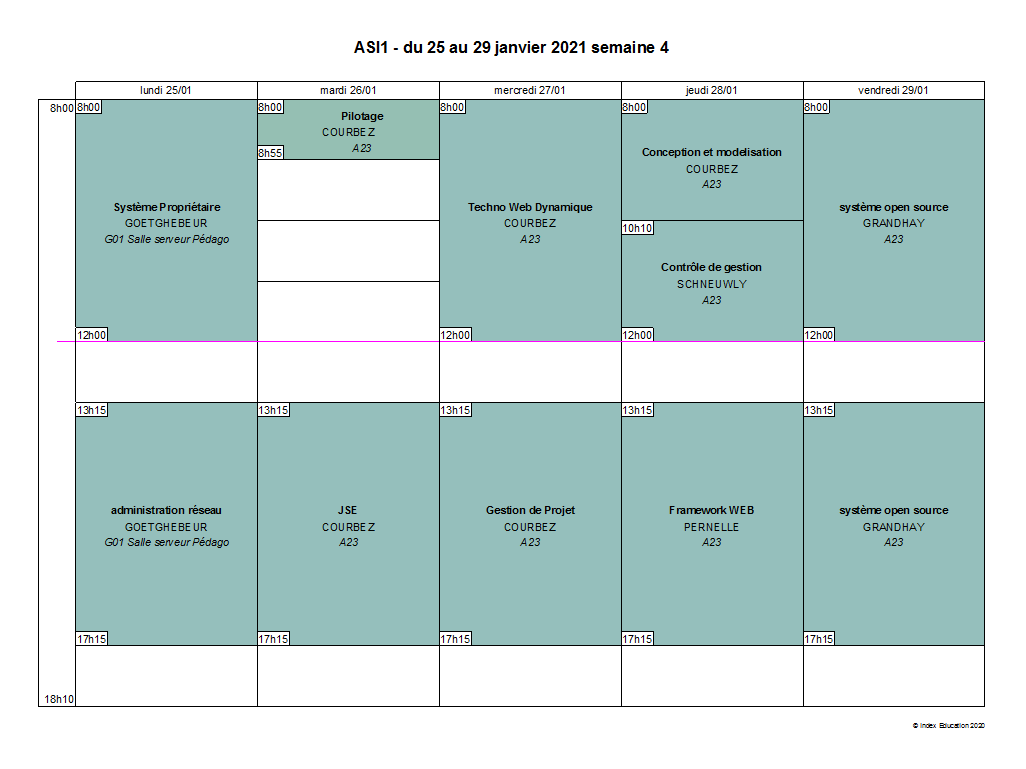 ASI1 - du 25 au 29 janvier 2021 semaine 4
lundi 25/01
mardi 26/01
mercredi 27/01
jeudi 28/01
vendredi 29/01
8h00
8h00
Système Propriétaire
GOETGHEBEUR
G01 Salle serveur Pédago
12h00
13h15
administration réseau
GOETGHEBEUR
G01 Salle serveur Pédago
17h15
8h00
Pilotage
COURBEZ
A23
8h55
13h15
JSE
COURBEZ
A23
17h15
8h00
Techno Web Dynamique
COURBEZ
A23
12h00
13h15
Gestion de Projet
COURBEZ
A23
17h15
8h00
Conception et modelisation
COURBEZ
A23
10h10
Contrôle de gestion
SCHNEUWLY
A23
12h00
13h15
Framework WEB
PERNELLE
A23
17h15
8h00
système open source
GRANDHAY
A23
12h00
13h15
système open source
GRANDHAY
A23
17h15
18h10
© Index Education 2020